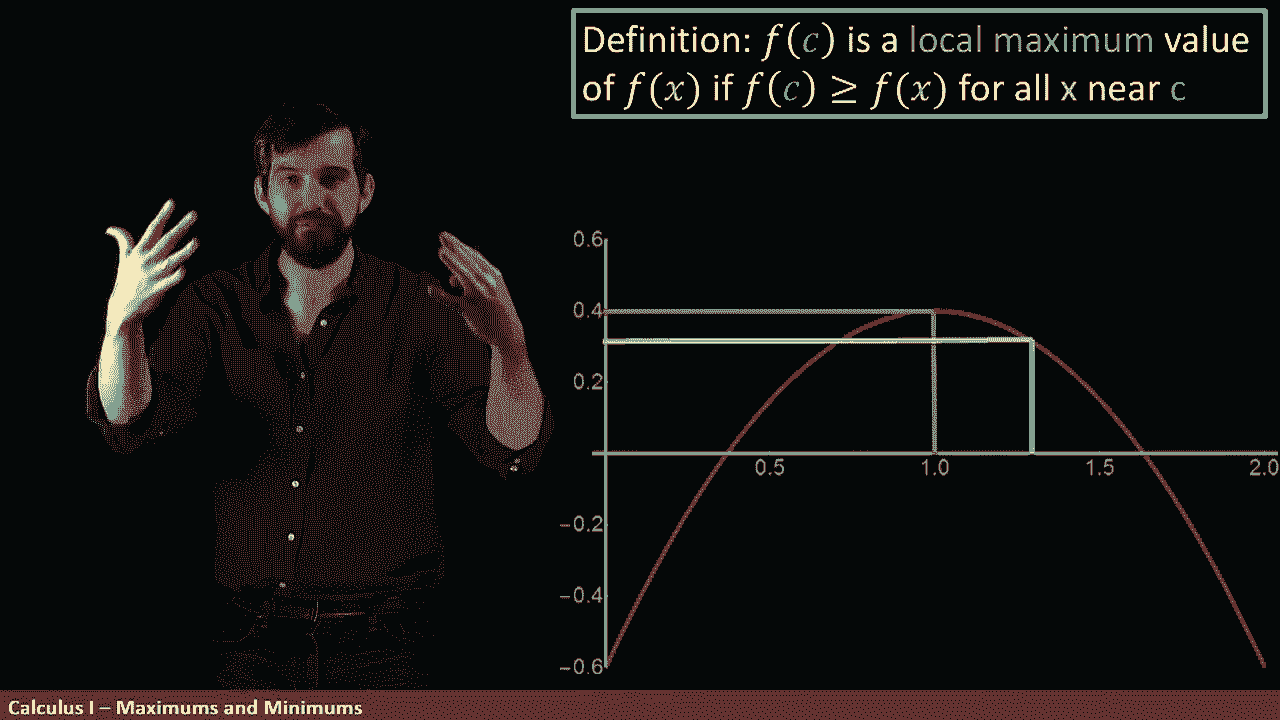 Definition: f(c) is a local maximum value
of f(x) if f(c) ≥ f(x) for all x near c
0.6
0.4
0.2
0.5 1.0 1.5 2.0
−0.2
−0.4
−0.6
Calculus I – Maximums and Minimums